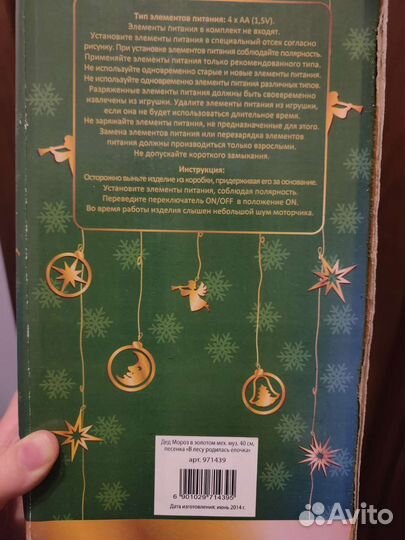 Тип элементов питания: 4 x AA (1,5V).
Элементы питания в комплект не входят.
Установите элементы питания в специальный отсек согласно
рисунку. При установке элементов питания соблюдайте полярность.
Применяйте элементы питания только рекомендованного типа.
Не используйте одновременно старые и новые элементы питания.
Не используйте одновременно элементы питания различных типов.
Разряженные элементы питания должны быть своевременно
извлечены из игрушки. Удалите элементы питания из игрушки,
если она не будет использоваться длительное время.
Не заряжайте элементы питания, не предназначенные для этого.
Замена элементов питания или перезарядка элементов
питания должны производиться только взрослыми.
Не допускайте короткого замыкания.
Инструкция:
Осторожно выньте изделие из коробки, придерживая его за основание.
Установите элементы питания, соблюдая полярность.
Переведите переключатель ON/OFF в положение ON.
Во время работы изделия слышен небольшой шум моторчика.
Дед Мороз в золотом мех. муз. 40 см,
песенка «В лесу родилась елочка»
арт. 971439
6 901029 714395
Дата изготовления: июнь 2014 г.
Avito